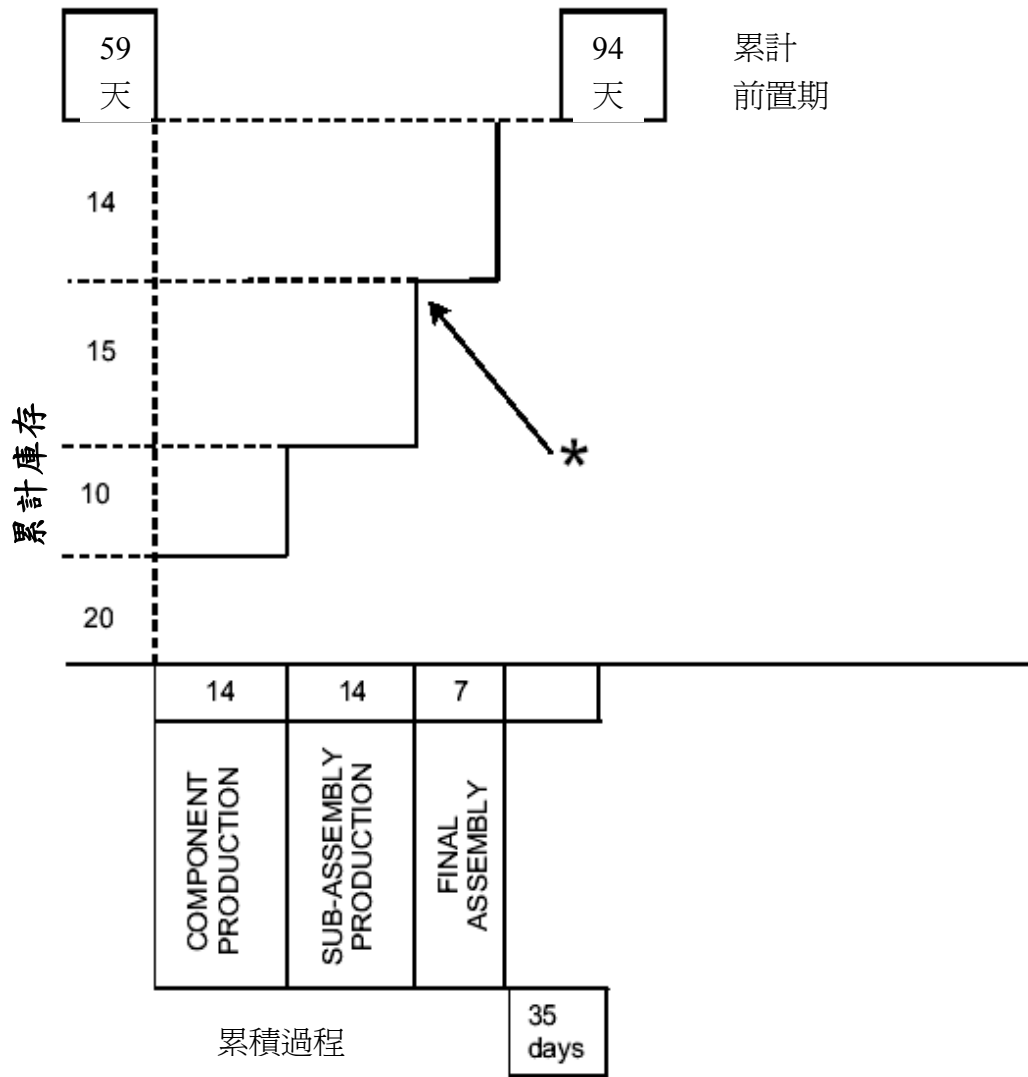 59
天
94
天
累計
前置期
14
15
累計庫存
10
20
*
14
14
7
COMPONENT
PRODUCTION
SUB-ASSEMBLY
PRODUCTION
FINAL
ASSEMBLY
累積過程
35
days